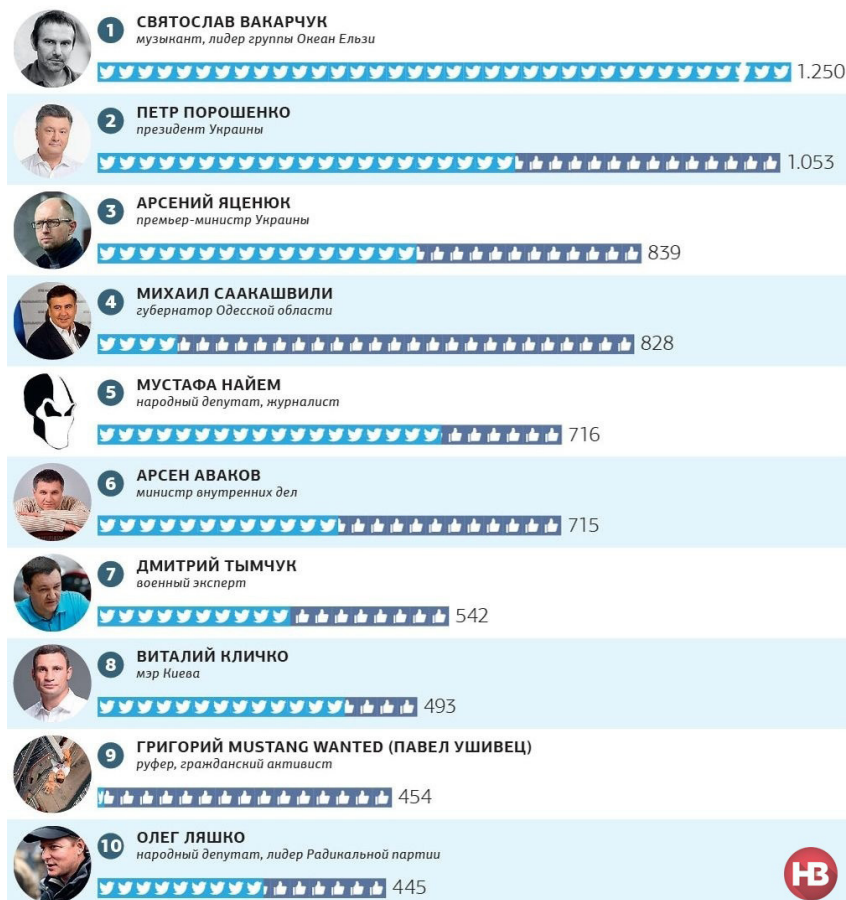 1 СВЯТОСЛАВ ВАКАРЧУК
музыкант, лидер группы Океан Ельзи
1.250
2 ПЕТР ПОРОШЕНКО
президент Украины
1.053
3 АРСЕНИЙ ЯЦЕНЮК
премьер-министр Украины
839
4 МИХАИЛ СААКАШВИЛИ
губернатор Одесской области
828
5 МУСТАФА НАЙЕМ
народный депутат, журналист
716
6 АРСЕН АВАКОВ
министр внутренних дел
715
7 ДМИТРИЙ ТЫМЧУК
военный эксперт
542
8 ВИТАЛИЙ КЛИЧКО
мэр Киева
493
9 ГРИГОРИЙ MUSTANG WANTED (ПАВЕЛ УШИВЕЦ)
руфер, гражданский активист
454
10 ОЛЕГ ЛЯШКО
народный депутат, лидер Радикальной партии
445
НВ